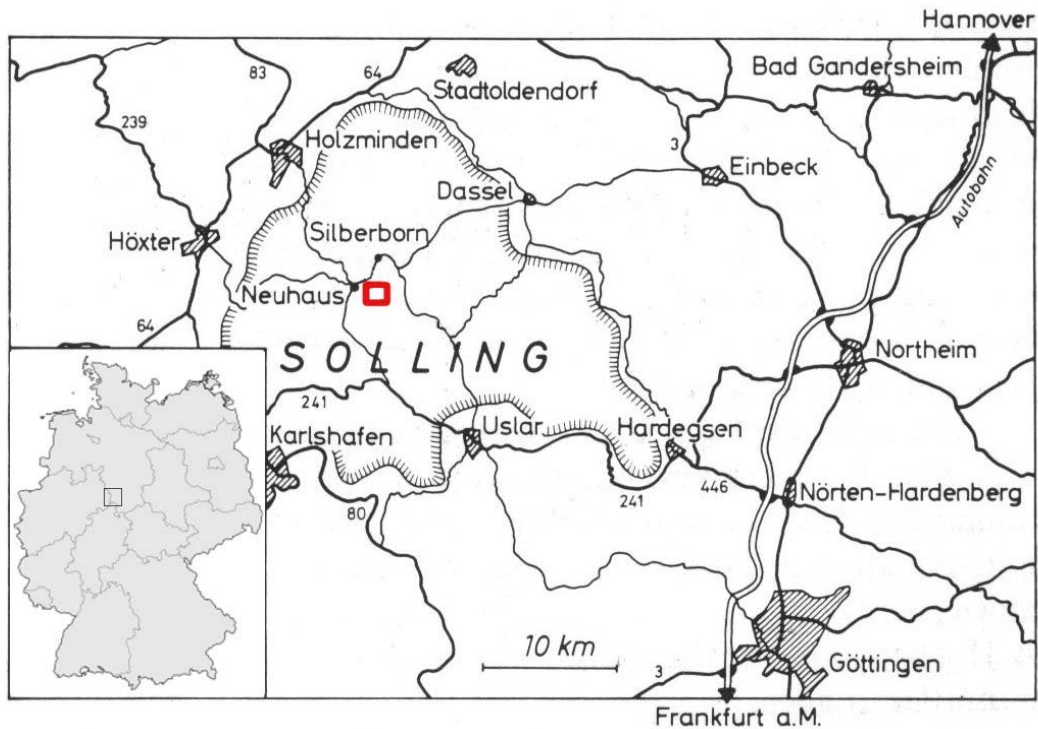 Hannover
83
64
Bad Gandersheim
Stadtoldendorf
239
Holzminden
3
Einbeck
Autobahn
Dassel
Höxter
Silberborn
Neuhaus
64
SOLLING
Northeim
241
Karlshafen
Uslar
Hardegsen
446
Nörten-Hardenberg
80
241
10 km
3
Göttingen
Frankfurt a.M.